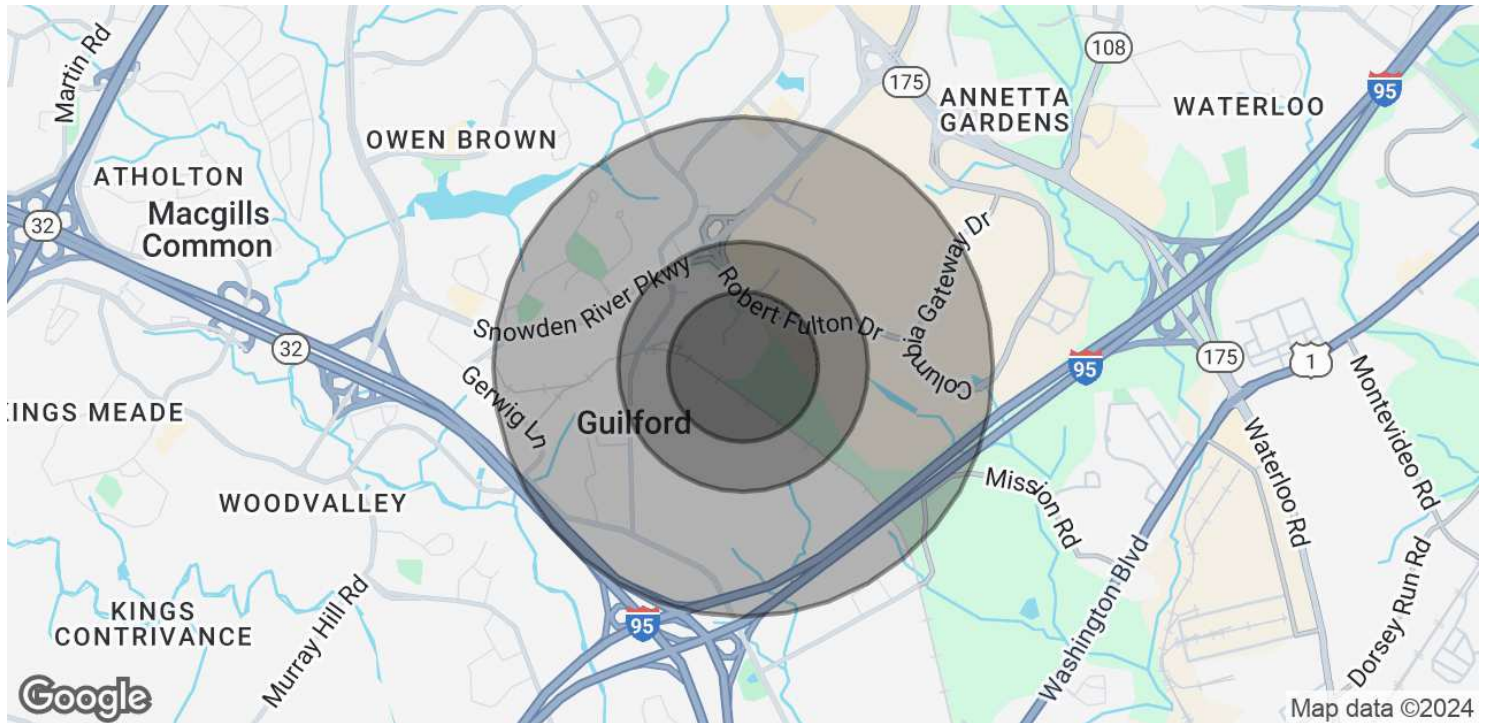 Martin Rd
108
175
95
ANNETTA
GARDENS
WATERLOO
OWEN BROWN
ATHOLTON
Macgills
Common
32
Snowden River Pkwy
Robert Fulton Dr
Columbia Gateway Dr
32
95
175
1
Montevideo Rd
KINGS MEADE
Gerwig Ln
Guilford
WOODVALLEY
Mission Rd
Waterloo Rd
Washington Blvd
Dorsey Run Rd
KINGS
CONTRIVANCE
Murray Hill Rd
95
Google
Map data ©2024